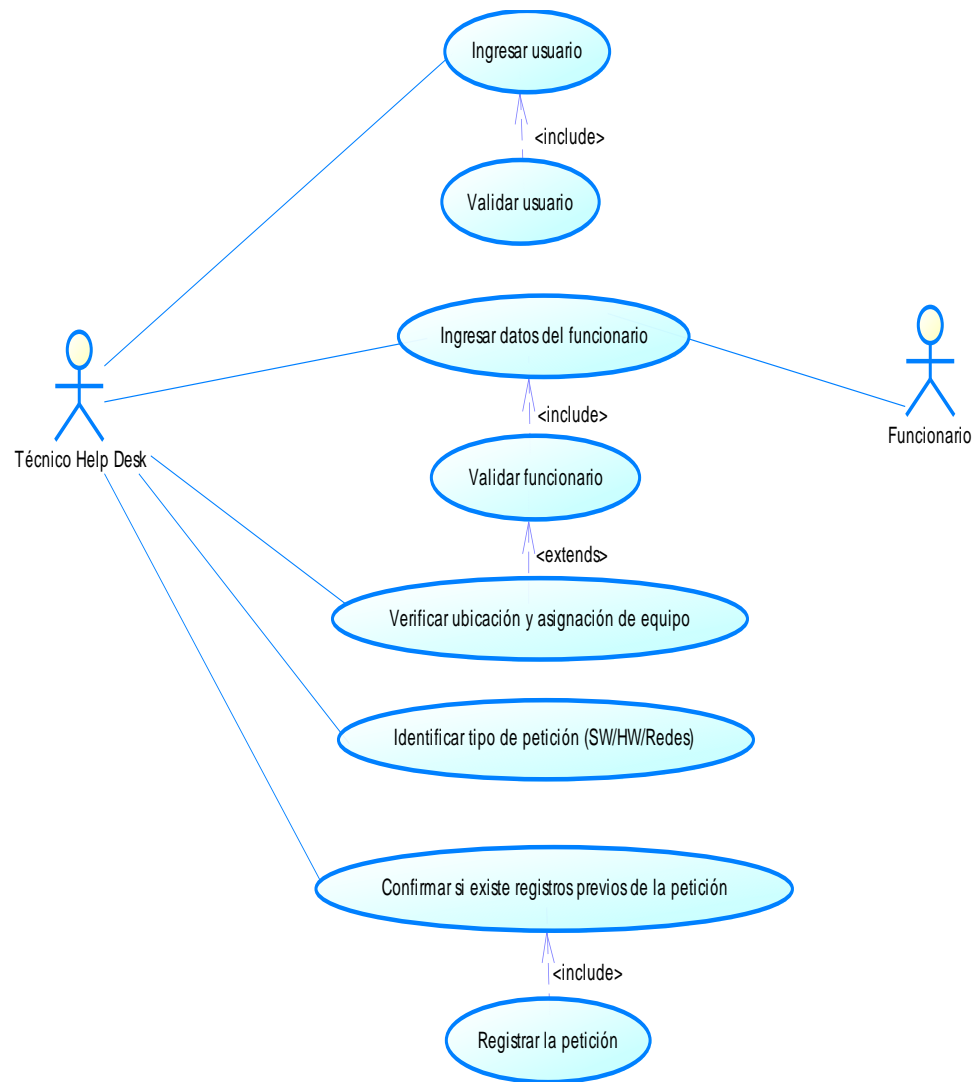 Ingresar usuario
<include>
Validar usuario
Ingresar datos del funcionario
<include>
Técnico Help Desk
Funcionario
Validar funcionario
<extends>
Verificar ubicación y asignación de equipo
Identificar tipo de petición (SW/HW/Redes)
Confirmar si existe registros previos de la petición
<include>
Registrar la petición